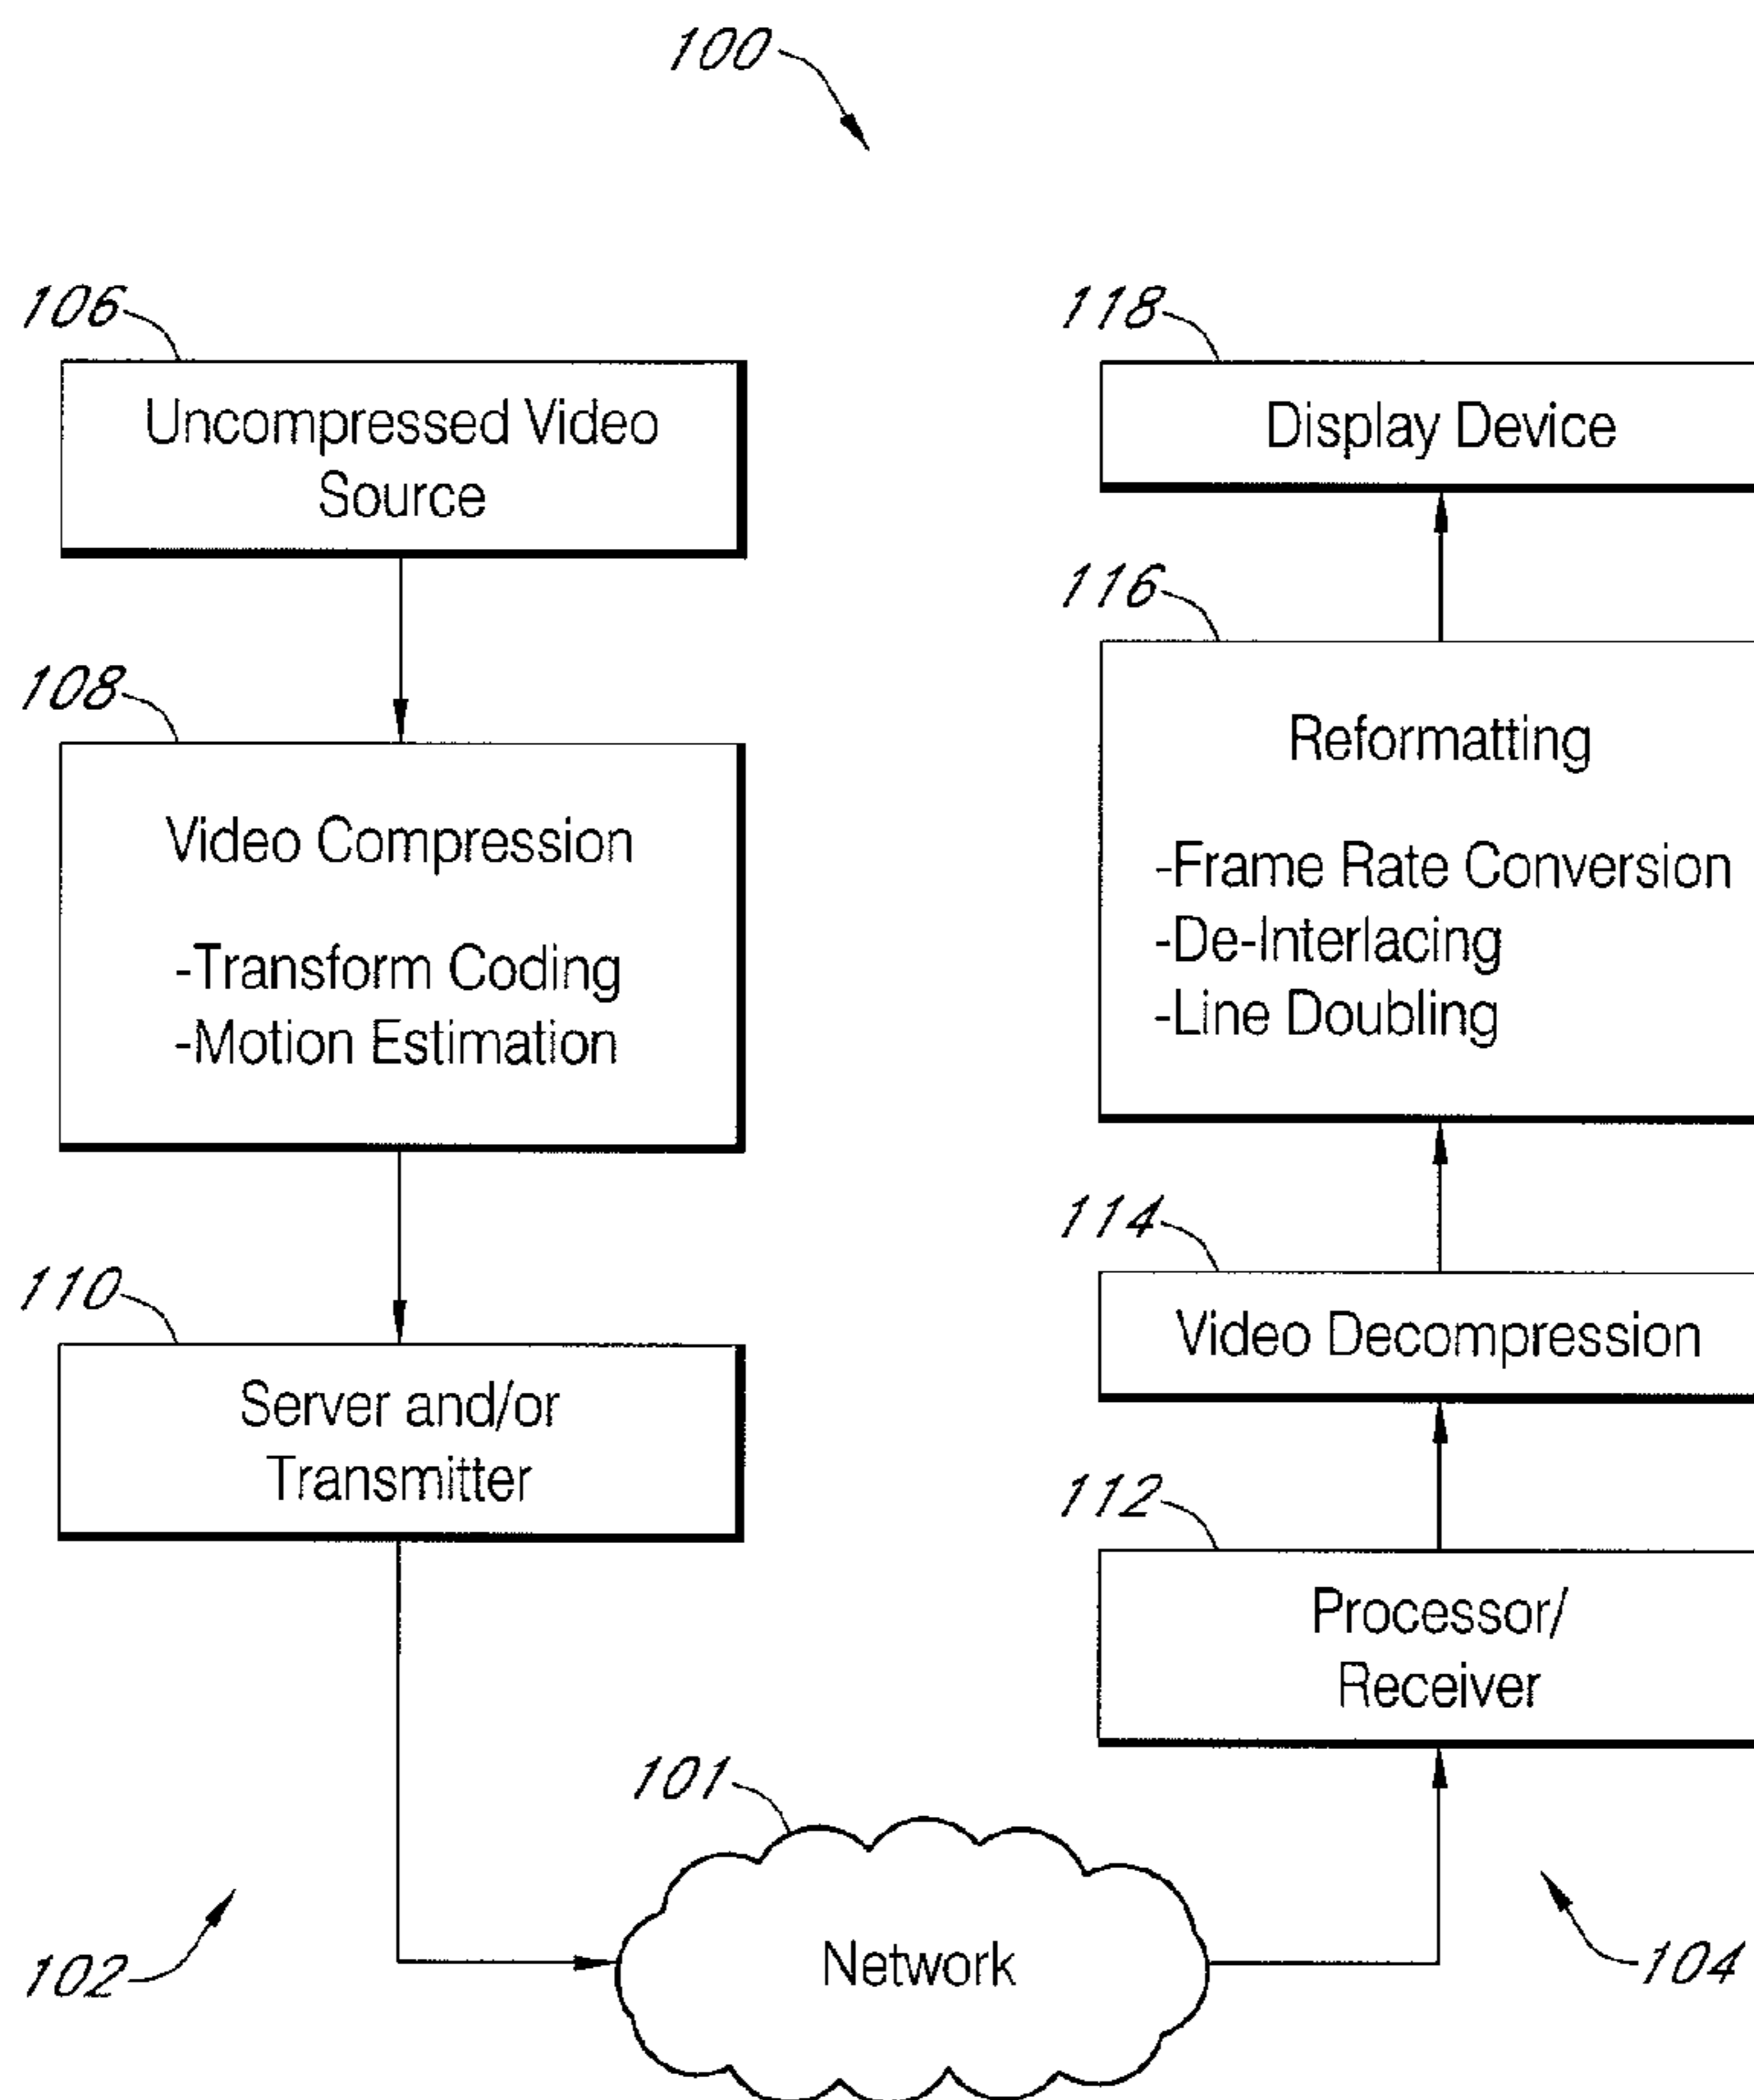 100
106
Uncompressed Video
Source
108
Video Compression
-Transform Coding
-Motion Estimation
110
Server and/or
Transmitter
102
101
Network
118
Display Device
116
Reformatting
-Frame Rate Conversion
-De-Interlacing
-Line Doubling
114
Video Decompression
112
Processor/
Receiver
104